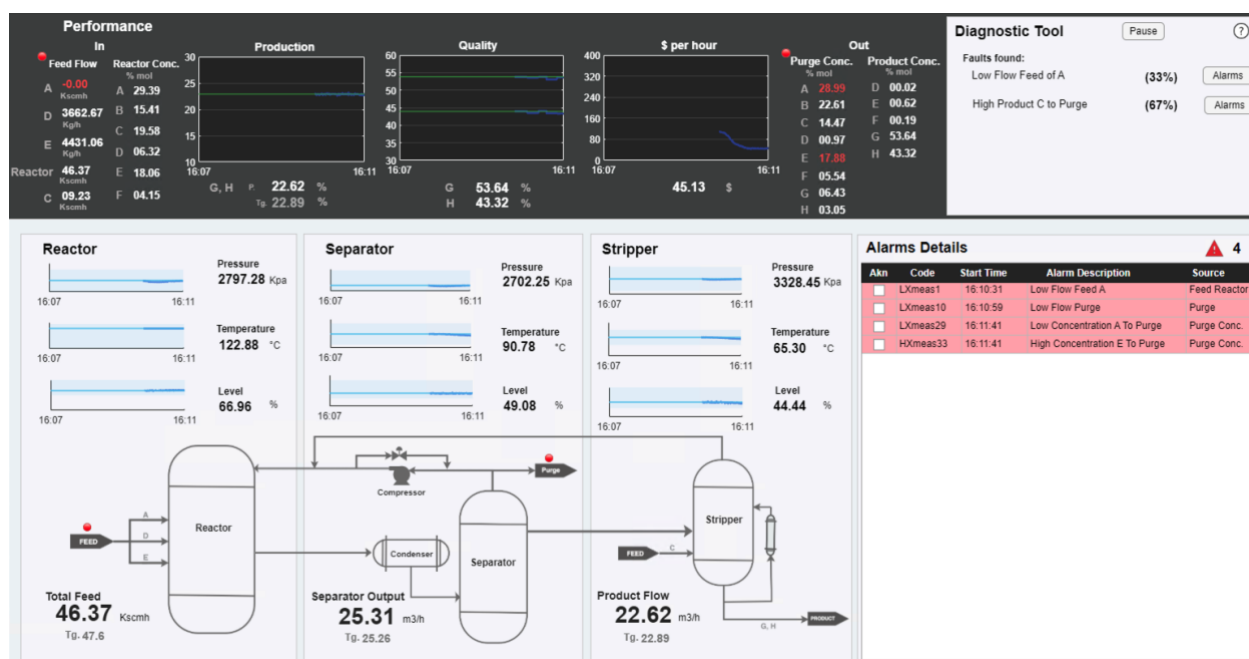 Performance
In
Feed Flow
A -0.00
Kscmh
D 3662.67
Kg/h
E 4431.06
Kg/h
Reactor 46.37
Kscmh
C 09.23
Kscmh
Reactor Conc.
% mol
A 29.39
B 15.41
C 19.58
D 06.32
E 18.06
F 04.15
Production
30
25
20
15
10
16:07 16:11
G, H P. 22.62 %
Tg 22.89 %
Quality
60
55
50
45
40
35
30
16:07 16:11
G 53.64 %
H 43.32 %
$ per hour
400
320
240
160
80
0
16:07 16:11
45.13 $
Out
Purge Conc.
% mol
A 28.99
B 22.61
C 14.47
D 00.97
E 17.88
F 05.54
G 06.43
H 03.05
Product Conc.
% mol
D 00.02
E 00.62
F 00.19
G 53.64
H 43.32
Diagnostic Tool Pause ?
Faults found:
Low Flow Feed of A (33%) Alarms
High Product C to Purge (67%) Alarms
Reactor
Pressure
2797.28 Kpa
16:07 16:11
Temperature
122.88 °C
16:07 16:11
Level
66.96 %
16:07 16:11
Separator
Pressure
2702.25 Kpa
16:07 16:11
Temperature
90.78 °C
16:07 16:11
Level
49.08 %
16:07 16:11
Stripper
Pressure
3328.45 Kpa
16:07 16:11
Temperature
65.30 °C
16:07 16:11
Level
44.44 %
16:07 16:11
Alarms Details 4
Akn Code Start Time Alarm Description Source
LXmeas1 16:10:31 Low Flow Feed A Feed Reactor
LXmeas10 16:10:59 Low Flow Purge Purge
LXmeas29 16:11:41 Low Concentration A To Purge Purge Conc.
HXmeas33 16:11:41 High Concentration E To Purge Purge Conc.
FEED
A
D
E
Reactor
Compressor
Purge
Condenser
Separator
FEED
C
Stripper
G, H
PRODUCT
Total Feed
46.37 Kscmh
Tg. 47.6
Separator Output
25.31 m3/h
Tg. 25.26
Product Flow
22.62 m3/h
Tg. 22.89